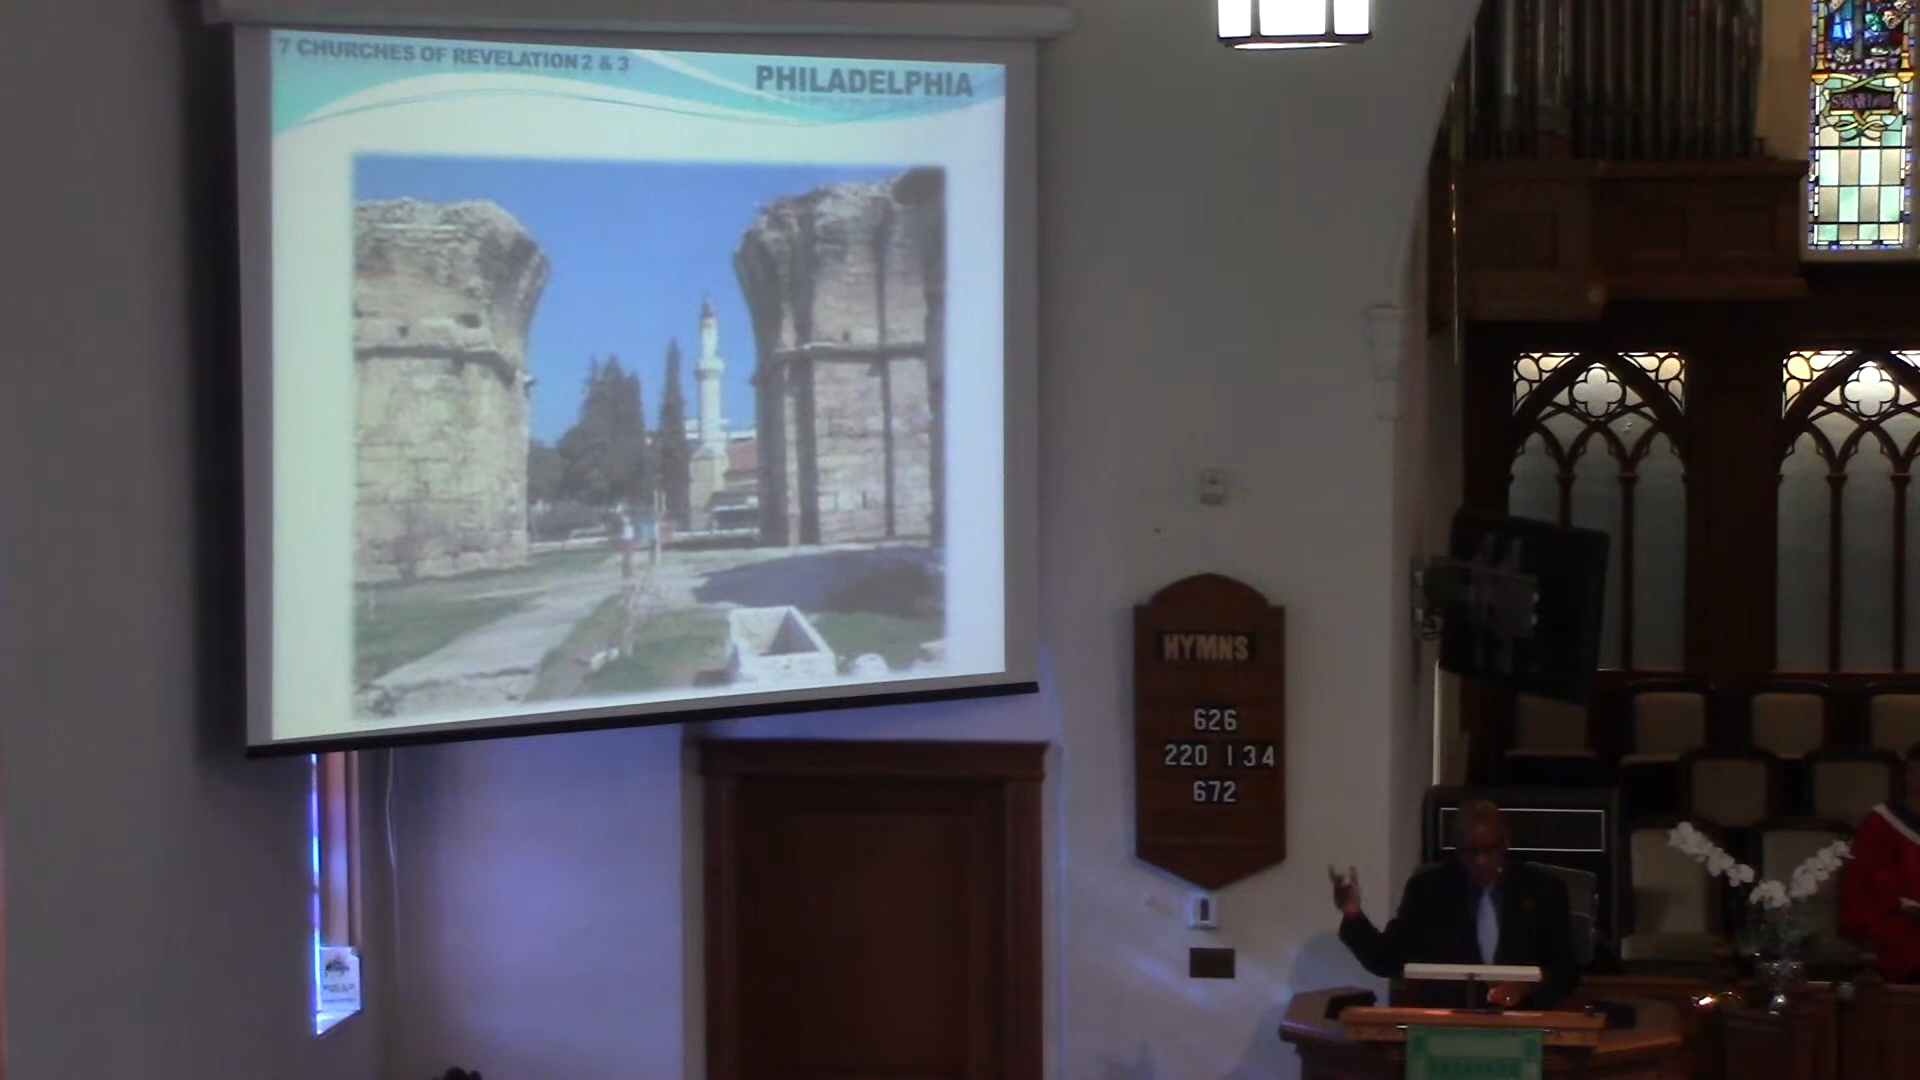 7 CHURCHES OF REVELATION 2 & 3
PHILADELPHIA
HYMNS
626
220 134
672